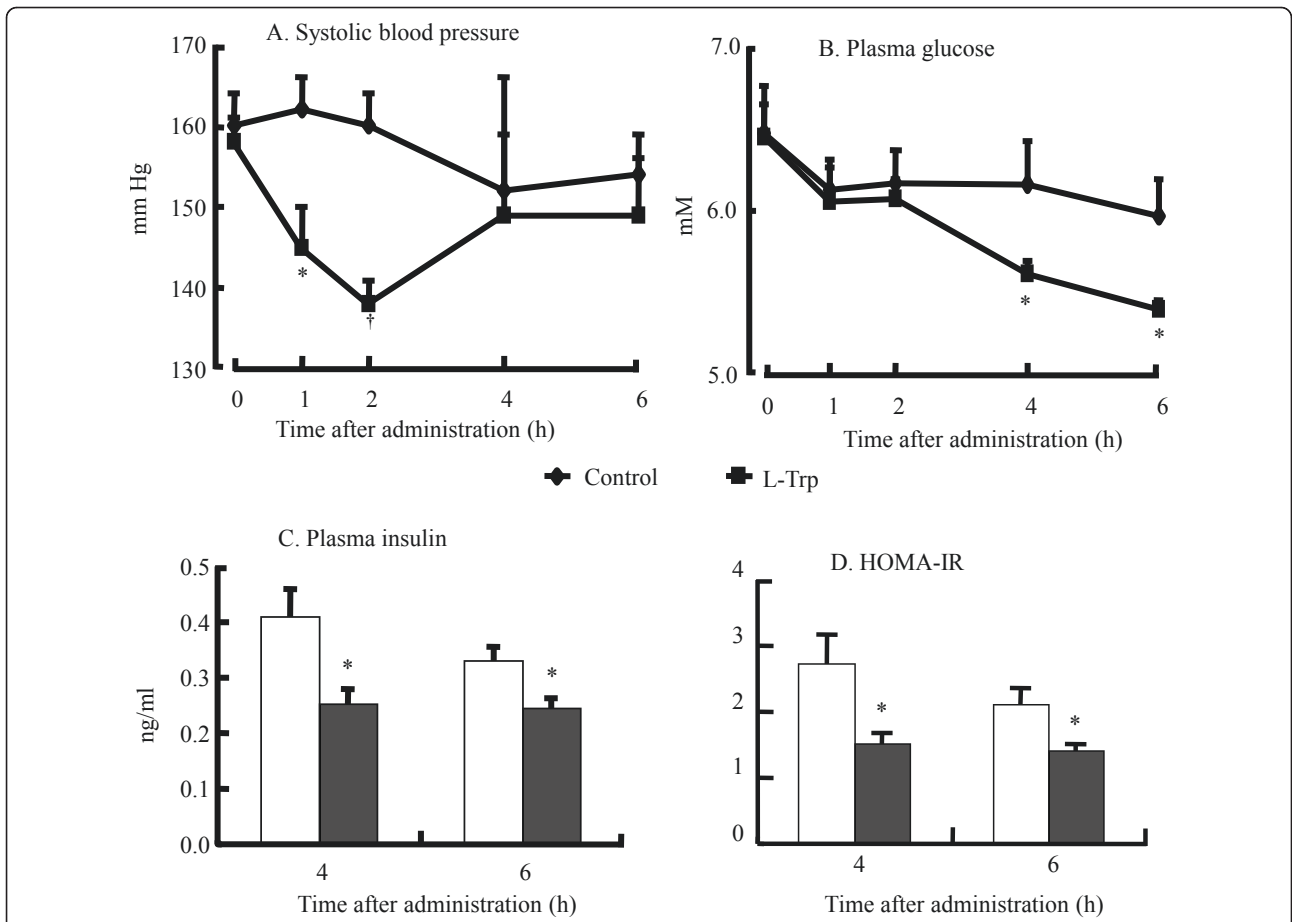 A. Systolic blood pressure
170
160
150
140
130
mm Hg
*
†
0 1 2 4 6
Time after administration (h)
B. Plasma glucose
7.0
6.0
5.0
mM
*
*
0 1 2 4 6
Time after administration (h)
Control L-Trp
C. Plasma insulin
0.5
0.4
0.3
0.2
0.1
0.0
ng/ml
*
*
4 6
Time after administration (h)
D. HOMA-IR
4
3
2
1
0
*
*
4 6
Time after administration (h)